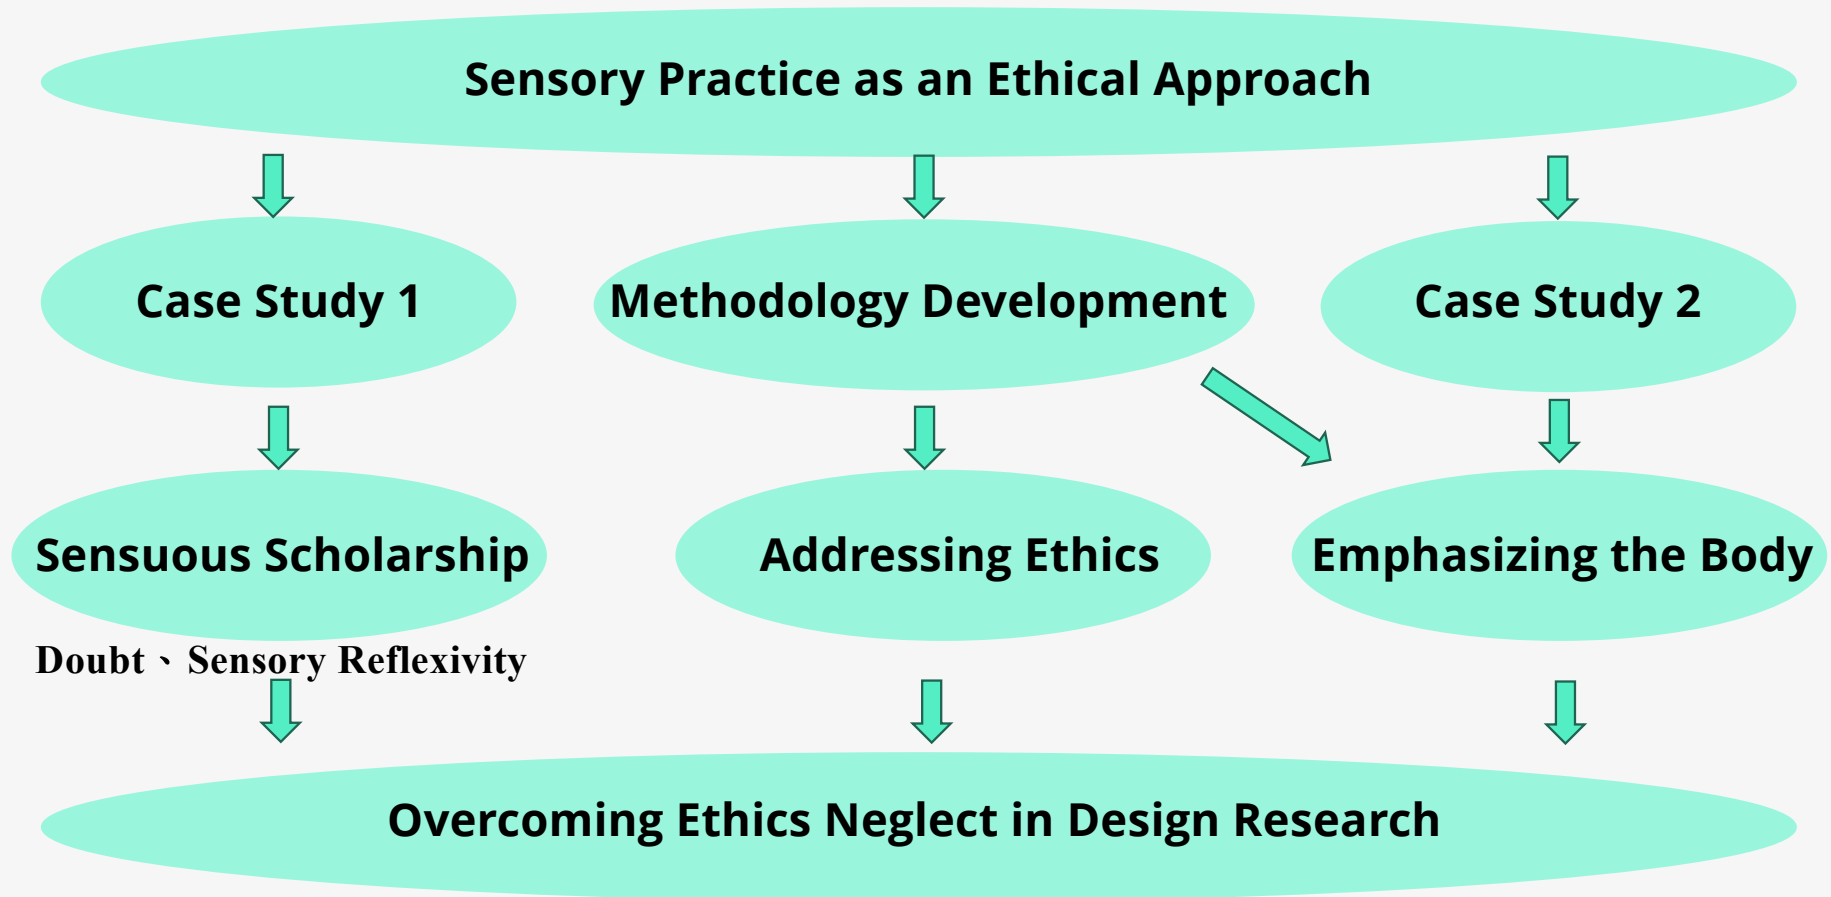 Sensory Practice as an Ethical Approach
Case Study 1
Methodology Development
Case Study 2
Sensuous Scholarship
Addressing Ethics
Emphasizing the Body
Doubt、Sensory Reflexivity
Overcoming Ethics Neglect in Design Research